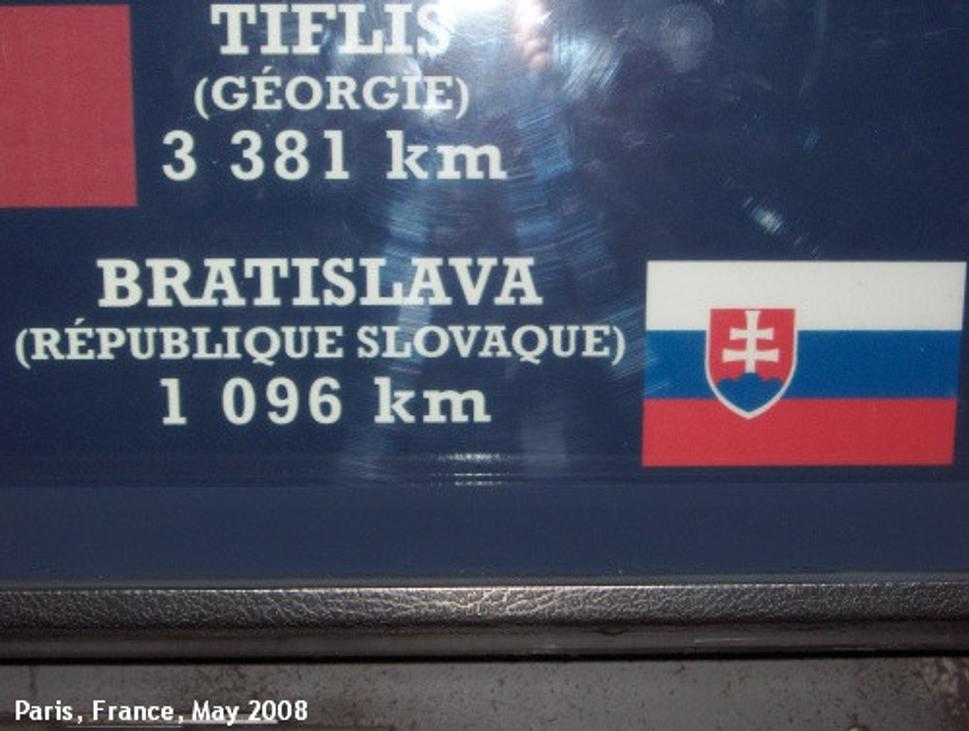 TIFLIS
(GÉORGIE)
3 381 km
BRATISLAVA
(RÉPUBLIQUE SLOVAQUE)
1 096 km
Paris, France, May 2008